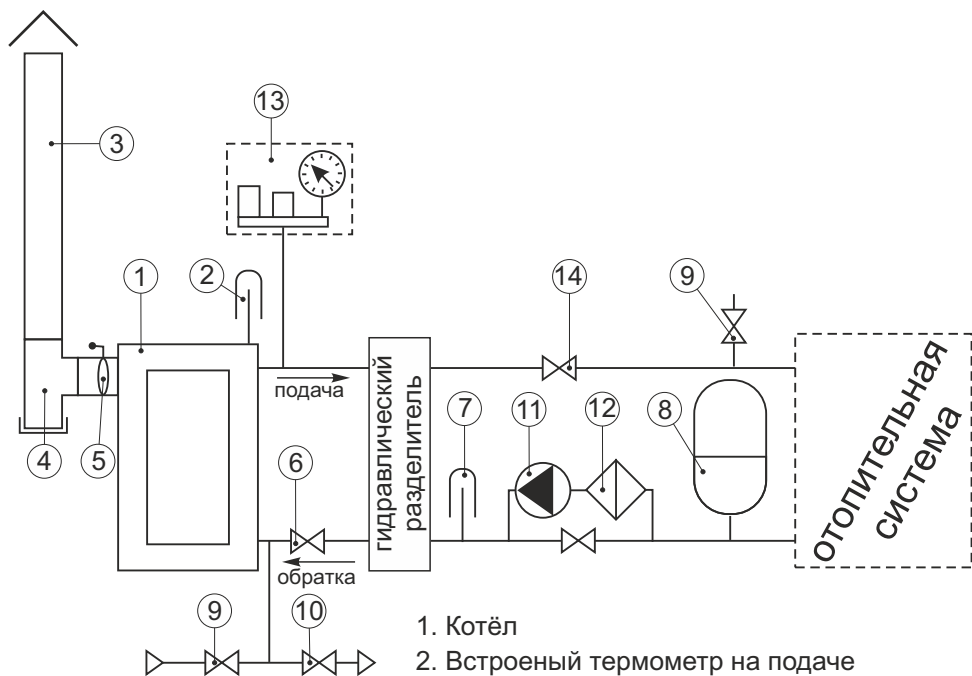 13
3
1
2
14
9
подача
4
5
6
гидравлический
разделитель
7
11
12
8
отопительная
система
обратка
9
10
1. Котёл
2. Встроеный термометр на подаче